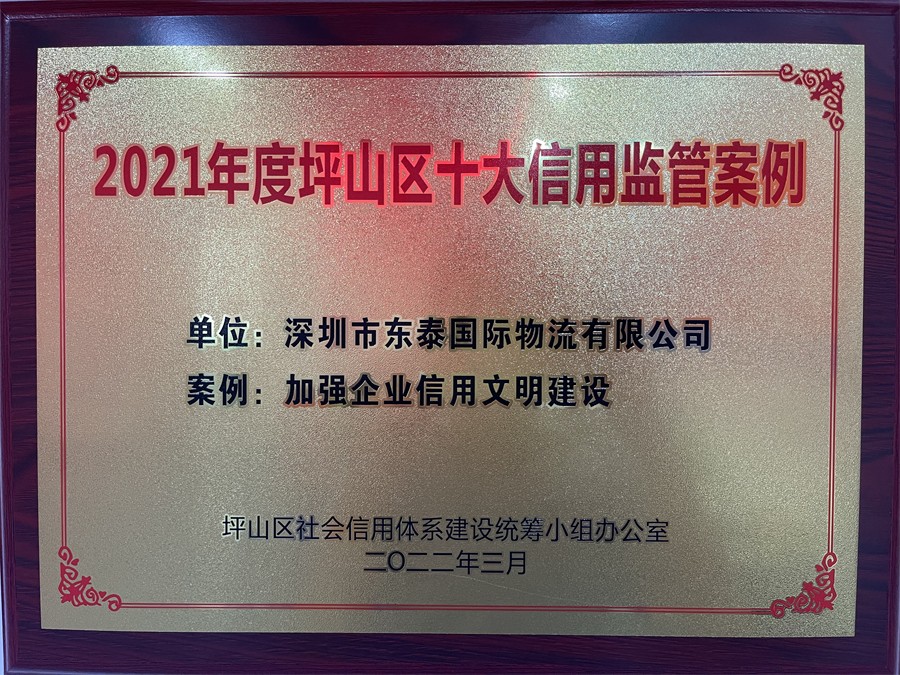 2021年度坪山区十大信用监管案例
单位：深圳市东泰国际物流有限公司
案例：加强企业信用文明建设
坪山区社会信用体系建设统筹小组办公室
二〇二二年三月